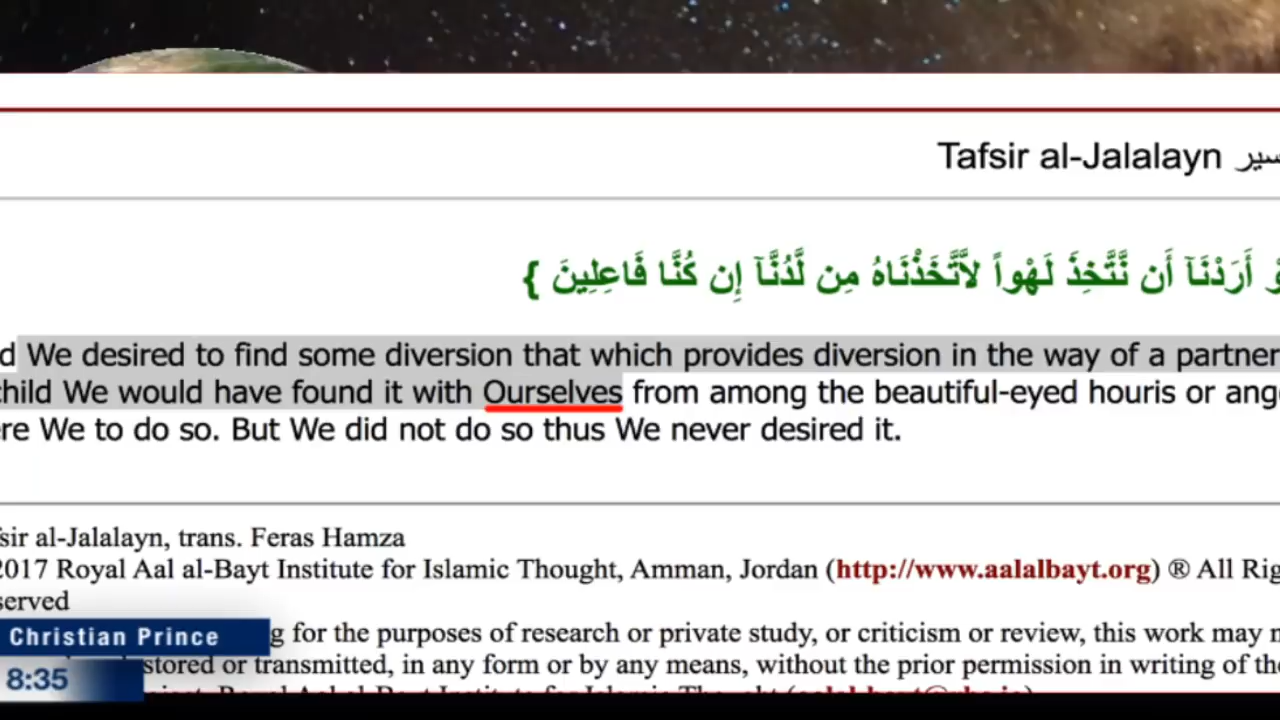 Tafsir al-Jalalayn
أَرَدْنَآ أَن نَّتَّخِذَ لَهْواً لاَّتَّخَذْنَاهُ مِن لَّدُنَّآ إِن كُنَّا فَاعِلِينَ }
We desired to find some diversion that which provides diversion in the way of a partner
child We would have found it with Ourselves from among the beautiful-eyed houris or
We to do so. But We did not do so thus We never desired it.
al-Jalalayn, trans. Feras Hamza
2017 Royal Aal al-Bayt Institute for Islamic Thought, Amman, Jordan (http://www.aalalbayt.org) ® All
Christian Prince
for the purposes of research or private study, or criticism or review, this work may
8:35
stored or transmitted, in any form or by any means, without the prior permission in writing of